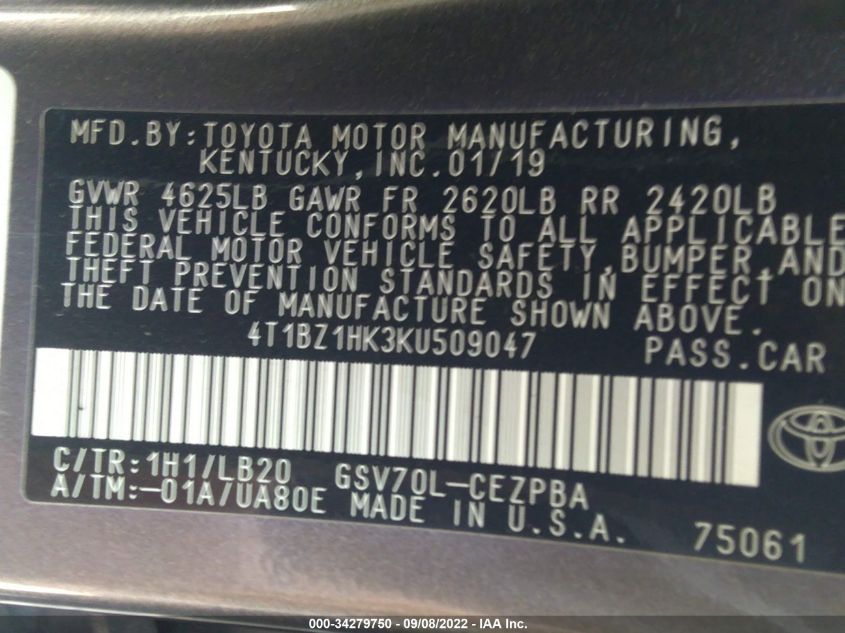 MFD.BY:TOYOTA MOTOR MANUFACTURING,
KENTUCKY,INC.01/19
GVWR 4625LB GAWR FR 2620LB RR 2420LB
THIS VEHICLE CONFORMS TO ALL APPLICABLE
FEDERAL MOTOR VEHICLE SAFETY,BUMPER,AND
THEFT PREVENTION STANDARDS IN EFFECT ON
THE DATE OF MANUFACTURE SHOWN ABOVE.
4T1BZ1HK3KU509047 PASS.CAR
C/TR:1H1/LB20 GSV70L-CEZPBA
A/TM:-01A/UA80E MADE IN U.S.A. 75061
000-34279750 - 09/08/2022 - IAA Inc.